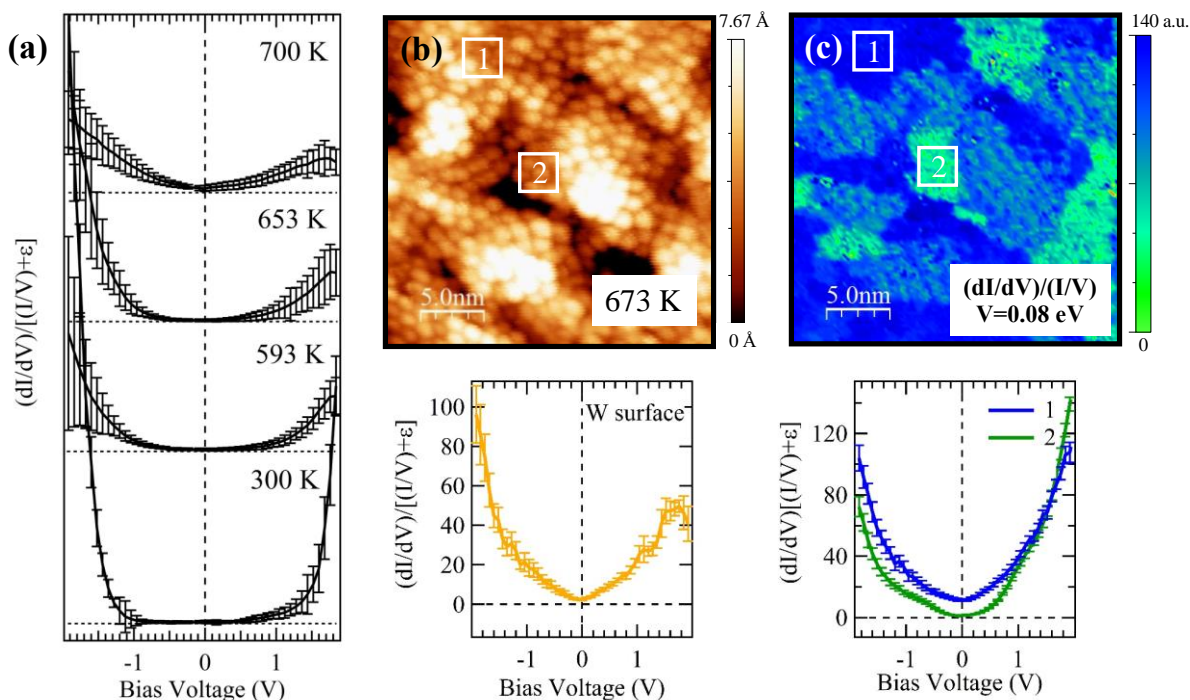 (a)
700 K
653 K
593 K
300 K
(dI/dV)/[(I/V)+ε]
-1 0 1
Bias Voltage (V)
(b)
1
2
5.0nm
673 K
7.67 Å
0 Å
(c)
1
2
5.0nm
(dI/dV)/(I/V)
V=0.08 eV
140 a.u.
0
W surface
100
80
60
40
20
0
(dI/dV)/[(I/V)+ε]
-1 0 1
Bias Voltage (V)
1
2
120
80
40
0
(dI/dV)[(I/V)+ε]
-1 0 1
Bias Voltage (V)